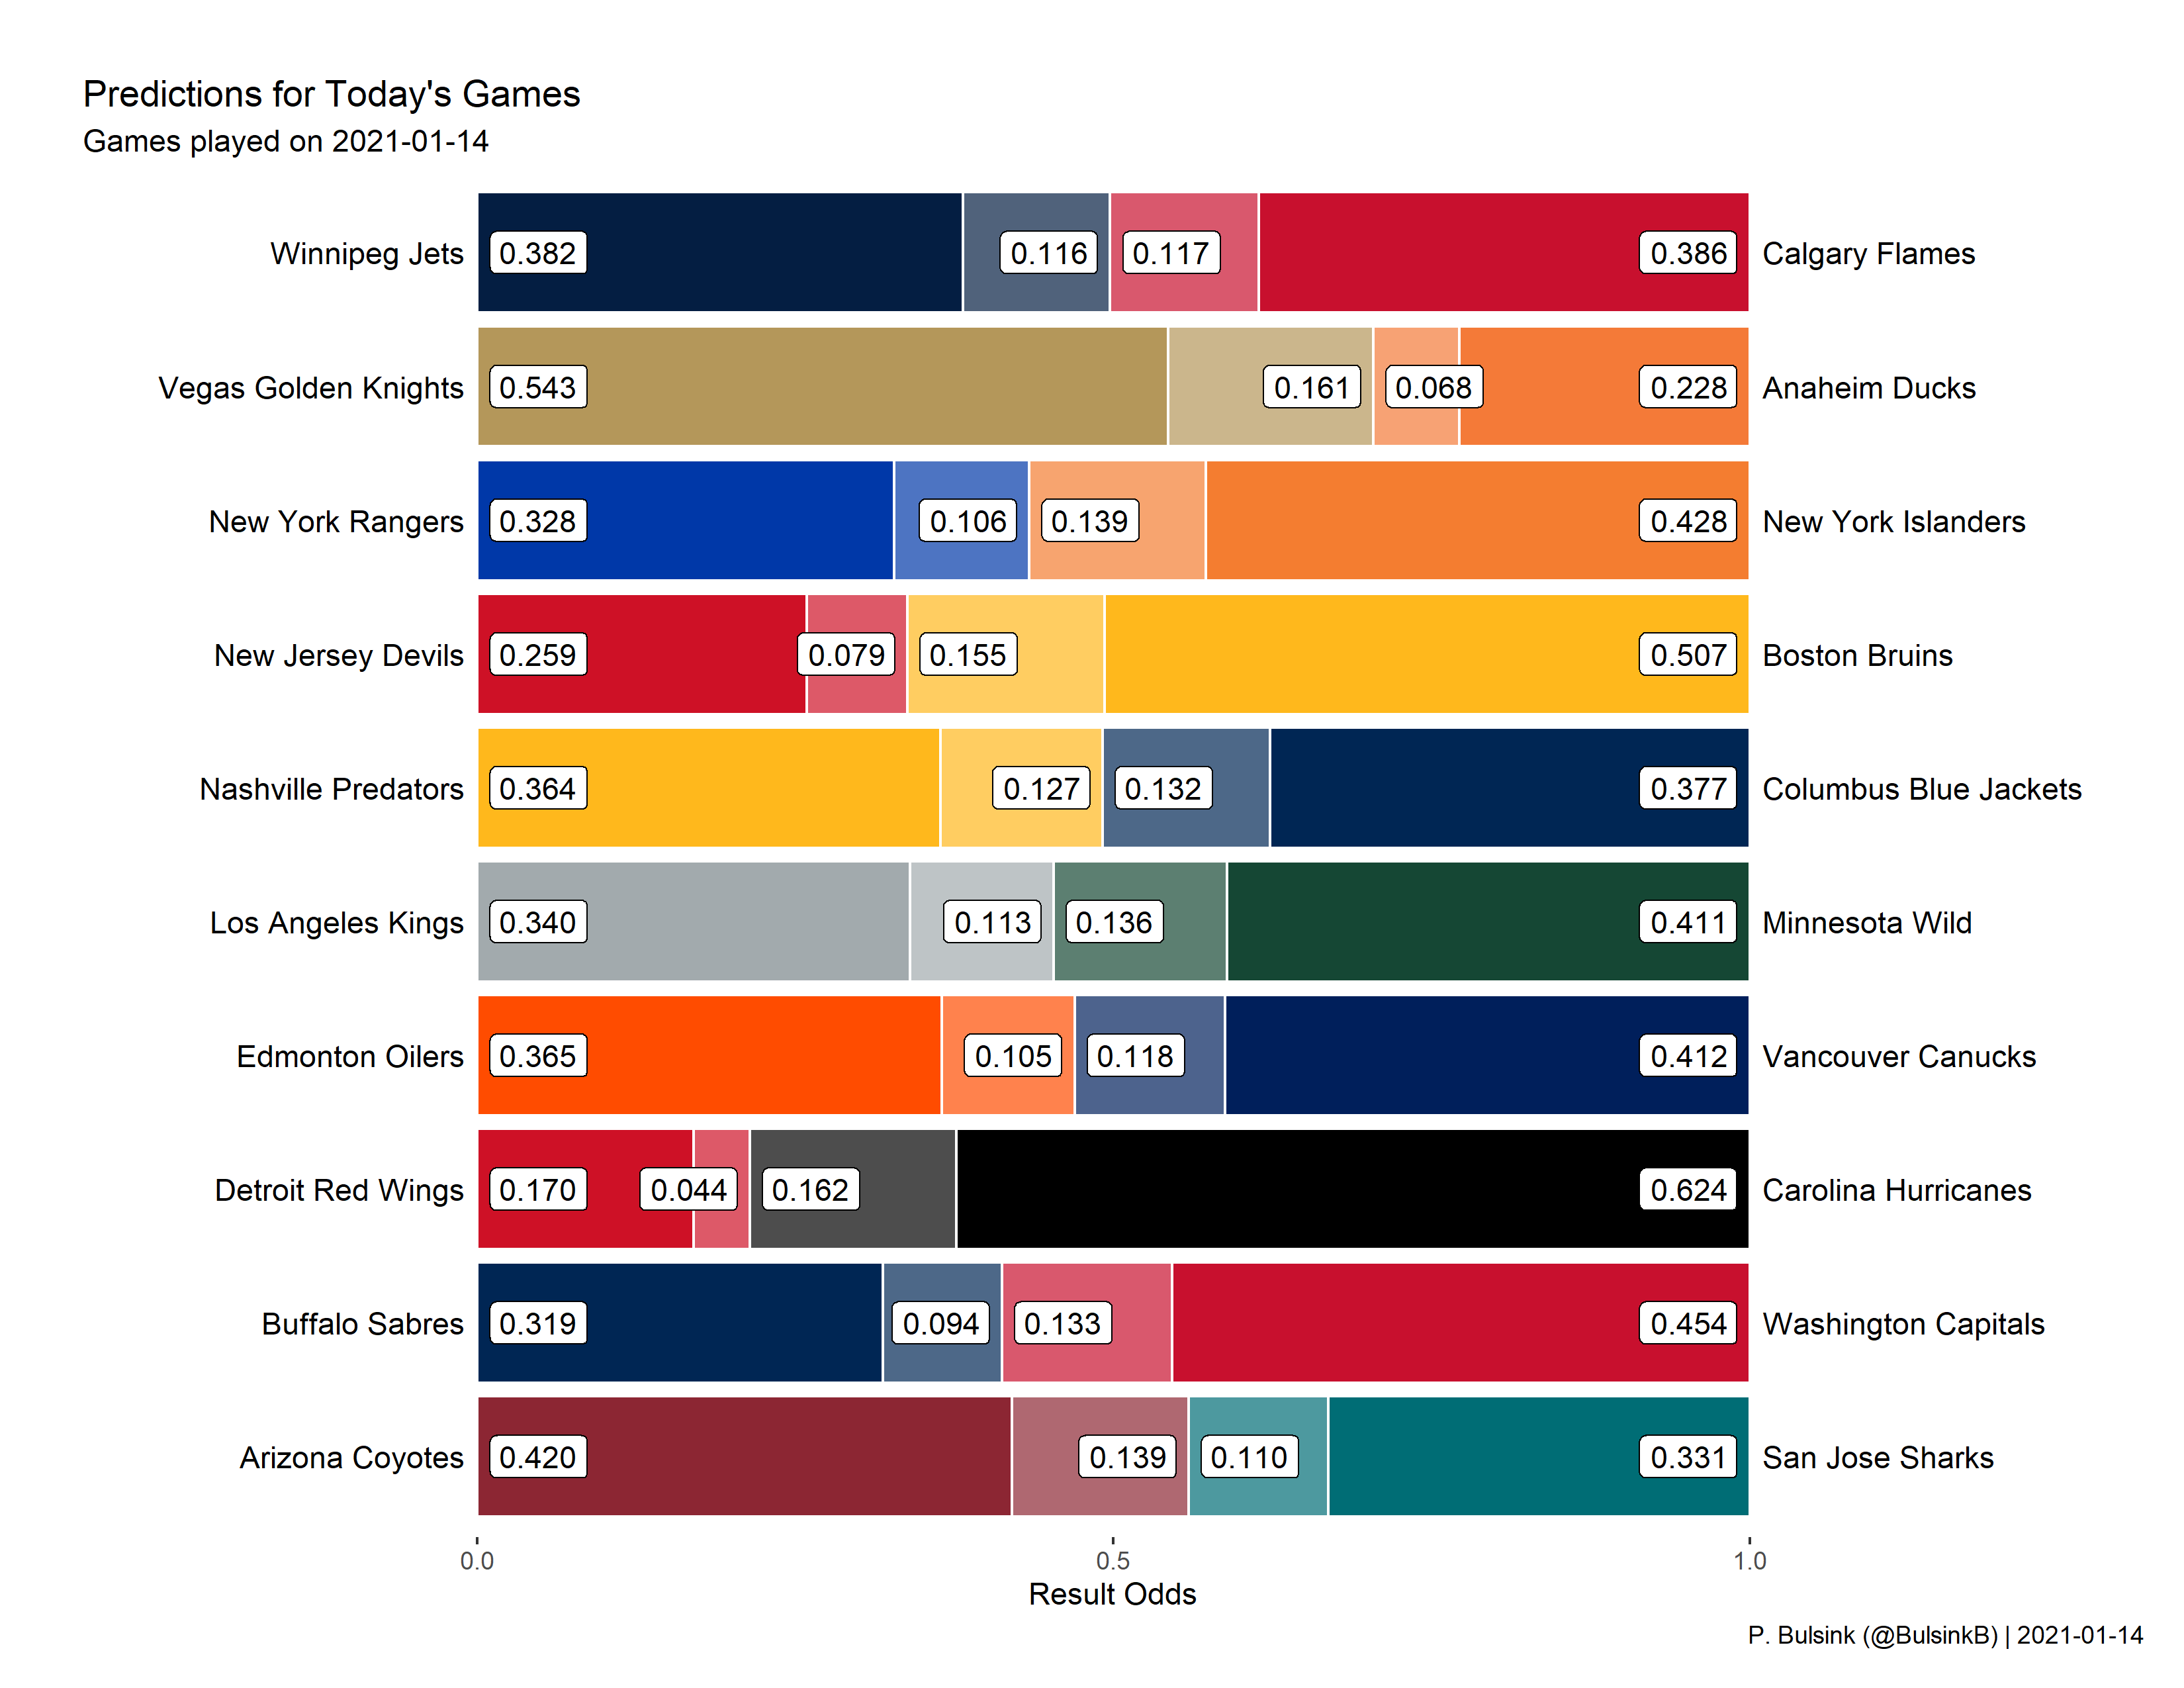 Predictions for Today's Games
Games played on 2021-01-14
Winnipeg Jets 0.382 0.116 0.117 0.386 Calgary Flames
Vegas Golden Knights 0.543 0.161 0.068 0.228 Anaheim Ducks
New York Rangers 0.328 0.106 0.139 0.428 New York Islanders
New Jersey Devils 0.259 0.079 0.155 0.507 Boston Bruins
Nashville Predators 0.364 0.127 0.132 0.377 Columbus Blue Jackets
Los Angeles Kings 0.340 0.113 0.136 0.411 Minnesota Wild
Edmonton Oilers 0.365 0.105 0.118 0.412 Vancouver Canucks
Detroit Red Wings 0.170 0.044 0.162 0.624 Carolina Hurricanes
Buffalo Sabres 0.319 0.094 0.133 0.454 Washington Capitals
Arizona Coyotes 0.420 0.139 0.110 0.331 San Jose Sharks
0.0 0.5 1.0
Result Odds
P. Bulsink (@BulsinkB) | 2021-01-14